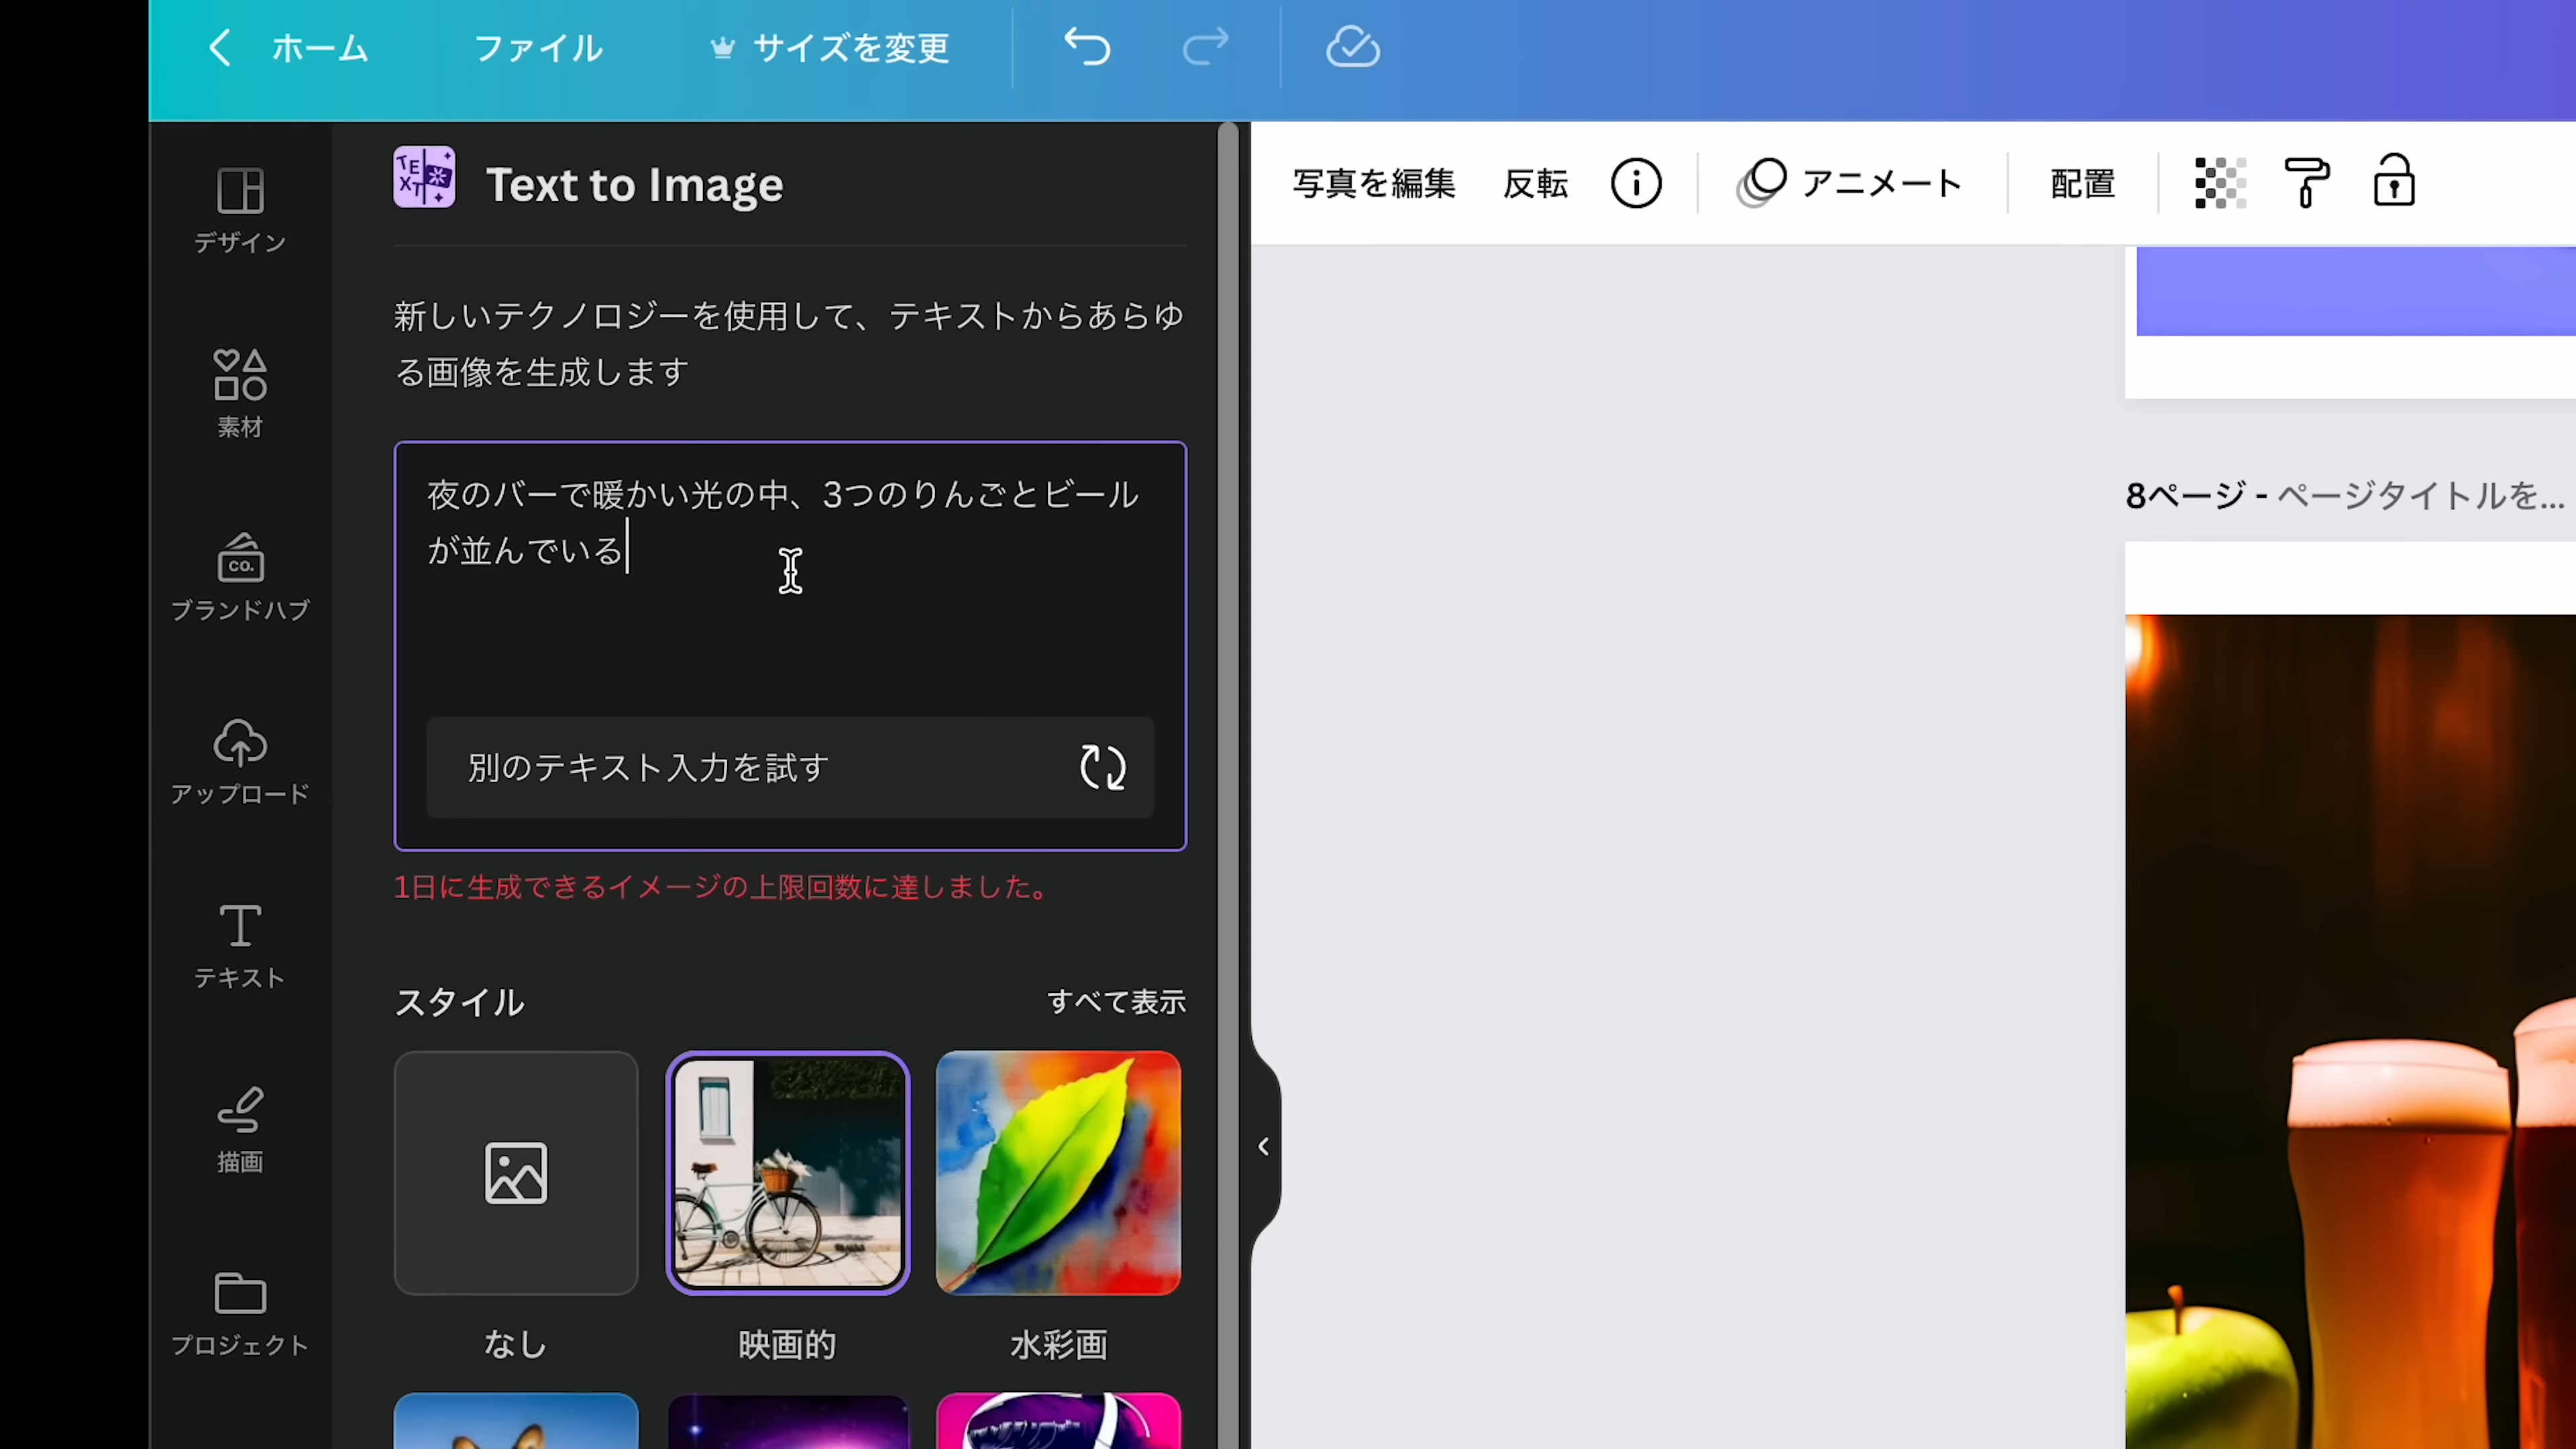 ホーム ファイル サイズを変更
デザイン
素材
CO.
ブランドハブ
アップロード
テキスト
描画
プロジェクト
TEXT
Text to Image
新しいテクノロジーを使用して、テキストからあらゆ
る画像を生成します
夜のバーで暖かい光の中、3つのりんごとビール
が並んでいる
別のテキスト入力を試す
1日に生成できるイメージの上限回数に達しました。
スタイル すべて表示
なし 映画的 水彩画
写真を編集 反転 アニメート 配置
8ページ - ページタイトルを...